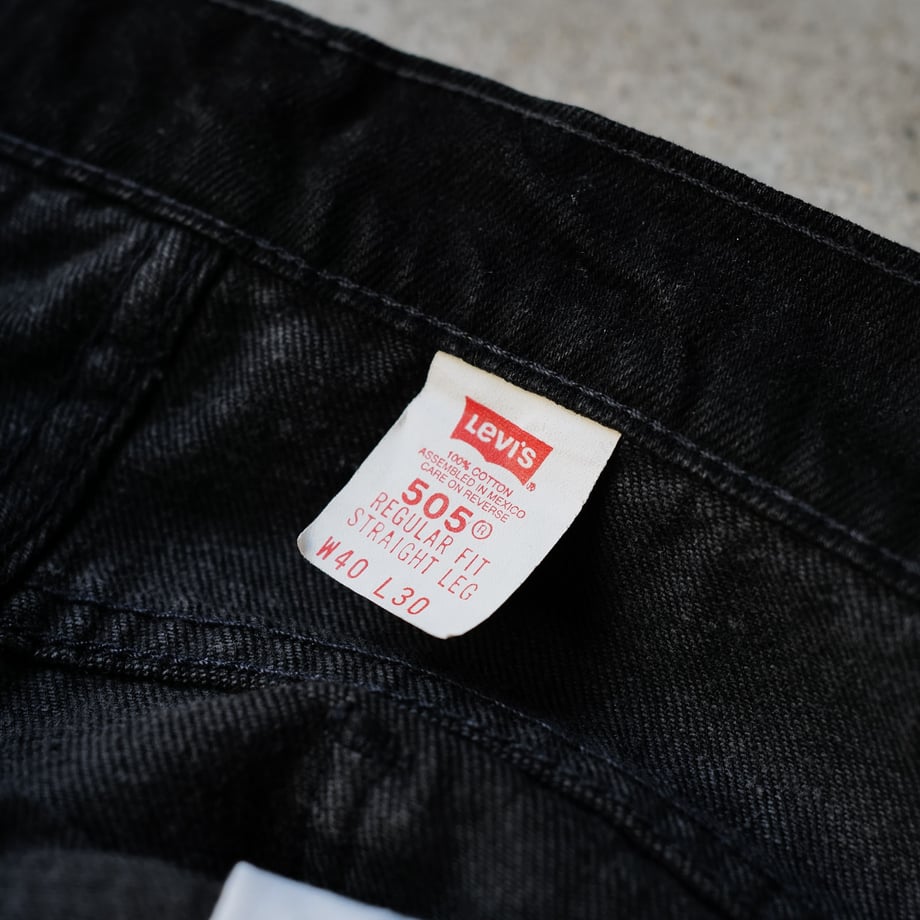 Levi's®
100% COTTON
ASSEMBLED IN MEXICO
CARE ON REVERSE
505®
REGULAR FIT
STRAIGHT LEG
W40 L30